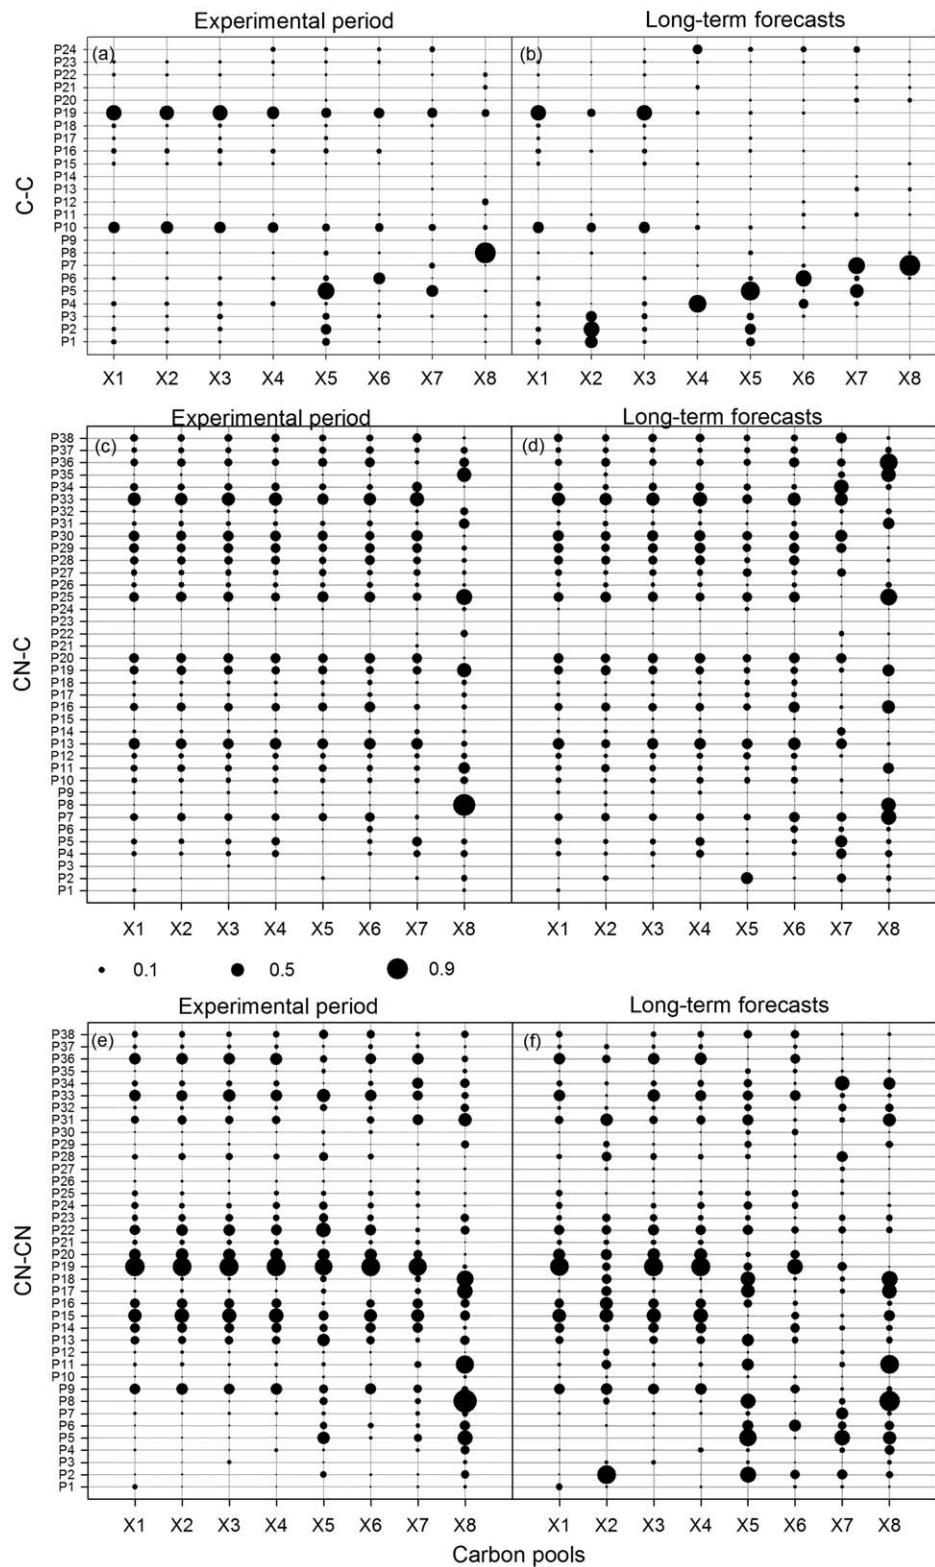 Experimental period Long-term forecasts
C-C
(a) (b)
P24
P23
P22
P21
P20
P19
P18
P17
P16
P15
P14
P13
P12
P11
P10
P9
P8
P7
P6
P5
P4
P3
P2
P1
X1 X2 X3 X4 X5 X6 X7 X8 X1 X2 X3 X4 X5 X6 X7 X8
Experimental period Long-term forecasts
CN-C
(c) (d)
P38
P37
P36
P35
P34
P33
P32
P31
P30
P29
P28
P27
P26
P25
P24
P23
P22
P21
P20
P19
P18
P17
P16
P15
P14
P13
P12
P11
P10
P9
P8
P7
P6
P5
P4
P3
P2
P1
X1 X2 X3 X4 X5 X6 X7 X8 X1 X2 X3 X4 X5 X6 X7 X8
0.1 0.5 0.9
Experimental period Long-term forecasts
CN-CN
(e) (f)
P38
P37
P36
P35
P34
P33
P32
P31
P30
P29
P28
P27
P26
P25
P24
P23
P22
P21
P20
P19
P18
P17
P16
P15
P14
P13
P12
P11
P10
P9
P8
P7
P6
P5
P4
P3
P2
P1
X1 X2 X3 X4 X5 X6 X7 X8 X1 X2 X3 X4 X5 X6 X7 X8
Carbon pools